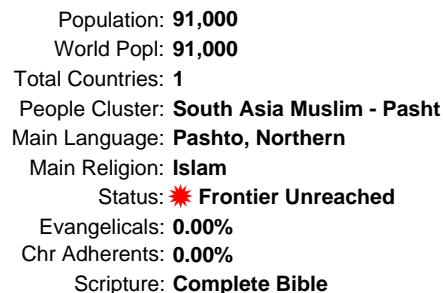 Population: 91,000
World Popl: 91,000
Total Countries: 1
People Cluster: South Asia Muslim - Pasht
Main Language: Pashto, Northern
Main Religion: Islam
Status: Frontier Unreached
Evangelicals: 0.00%
Chr Adherents: 0.00%
Scripture: Complete Bible